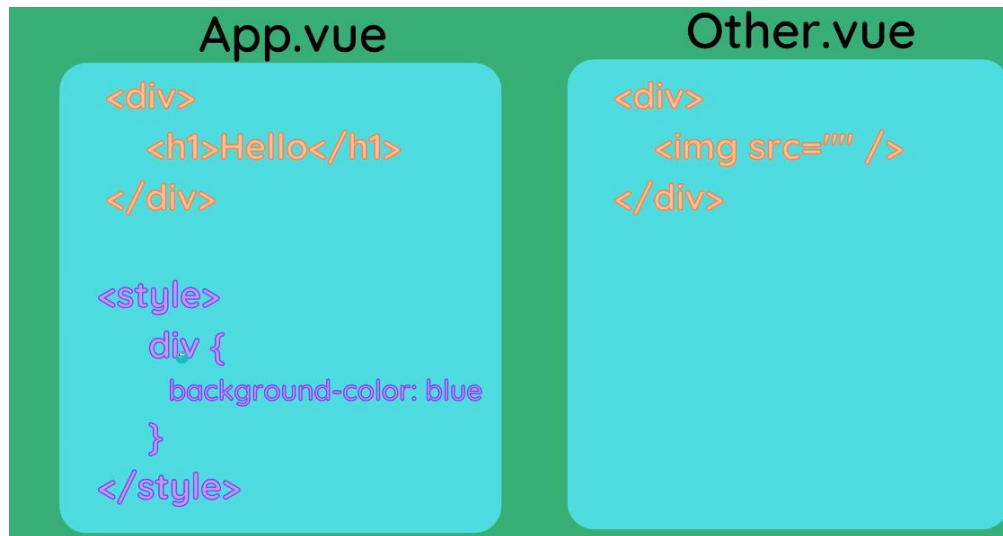 App.vue
<div>
<h1>Hello</h1>
</div>
<style>
div {
background-color: blue
}
</style>
Other.vue
<div>
<img src="" />
</div>